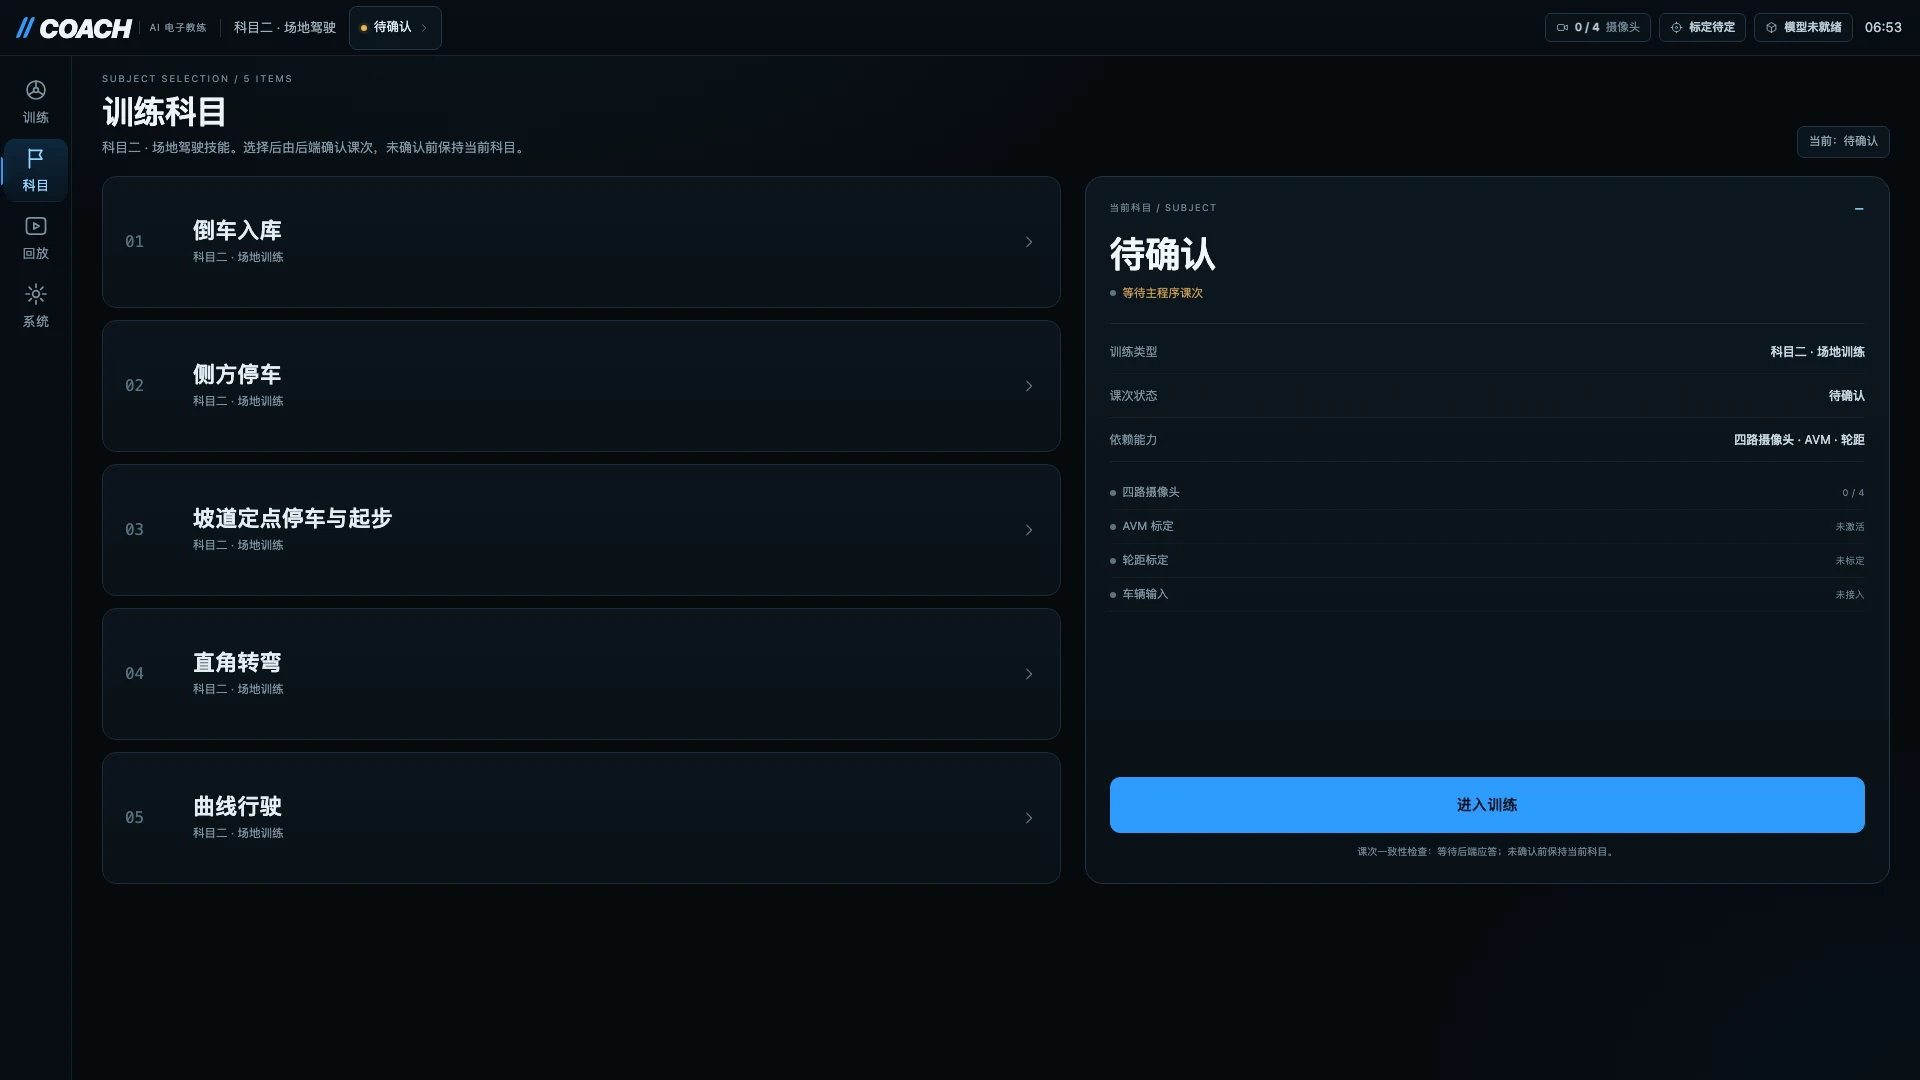 // COACH
AI 电子教练
科目二 · 场地驾驶
待确认
0 / 4 摄像头
标定待定
模型未就绪
06:53
训练
科目
回放
系统
SUBJECT SELECTION / 5 ITEMS
训练科目
科目二 · 场地驾驶技能。选择后由后端确认课次，未确认前保持当前科目。
当前：待确认
01
倒车入库
科目二 · 场地训练
02
侧方停车
科目二 · 场地训练
03
坡道定点停车与起步
科目二 · 场地训练
04
直角转弯
科目二 · 场地训练
05
曲线行驶
科目二 · 场地训练
当前科目 / SUBJECT
–
待确认
等待主程序课次
训练类型 科目二 · 场地训练
课次状态 待确认
依赖能力 四路摄像头 · AVM · 轮距
四路摄像头 0 / 4
AVM 标定 未激活
轮距标定 未标定
车辆输入 未接入
进入训练
课次一致性检查：等待后端应答；未确认前保持当前科目。